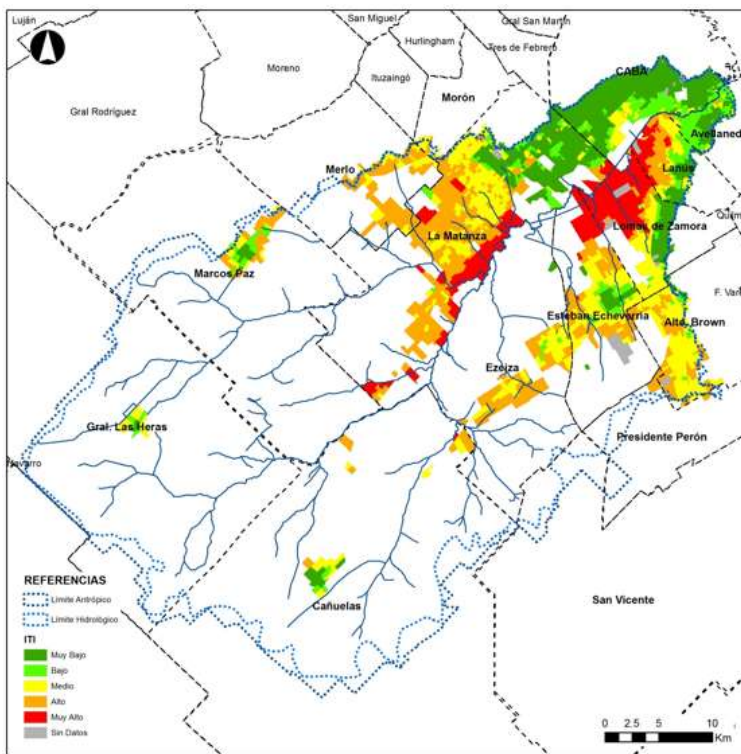 Luján
San Miguel
Gral San Martín
Hurlingham
Tres de Febrero
Moreno
Ituzaingó
CABA
Gral Rodríguez
Morón
Avellaned
Merlo
Lanús
La Matanza
Lomas de Zamora
Marcos Paz
F. Var
Esteban Echeverría
Alte. Brown
Ezeiza
Gral. Las Heras
Presidente Perón
Navarro
Cañuelas
San Vicente
REFERENCIAS
Límite Antrópico
Límite Hidrológico
ITI
Muy Bajo
Bajo
Medio
Alto
Muy Alto
Sin Datos
0 2.5 5 10
Km